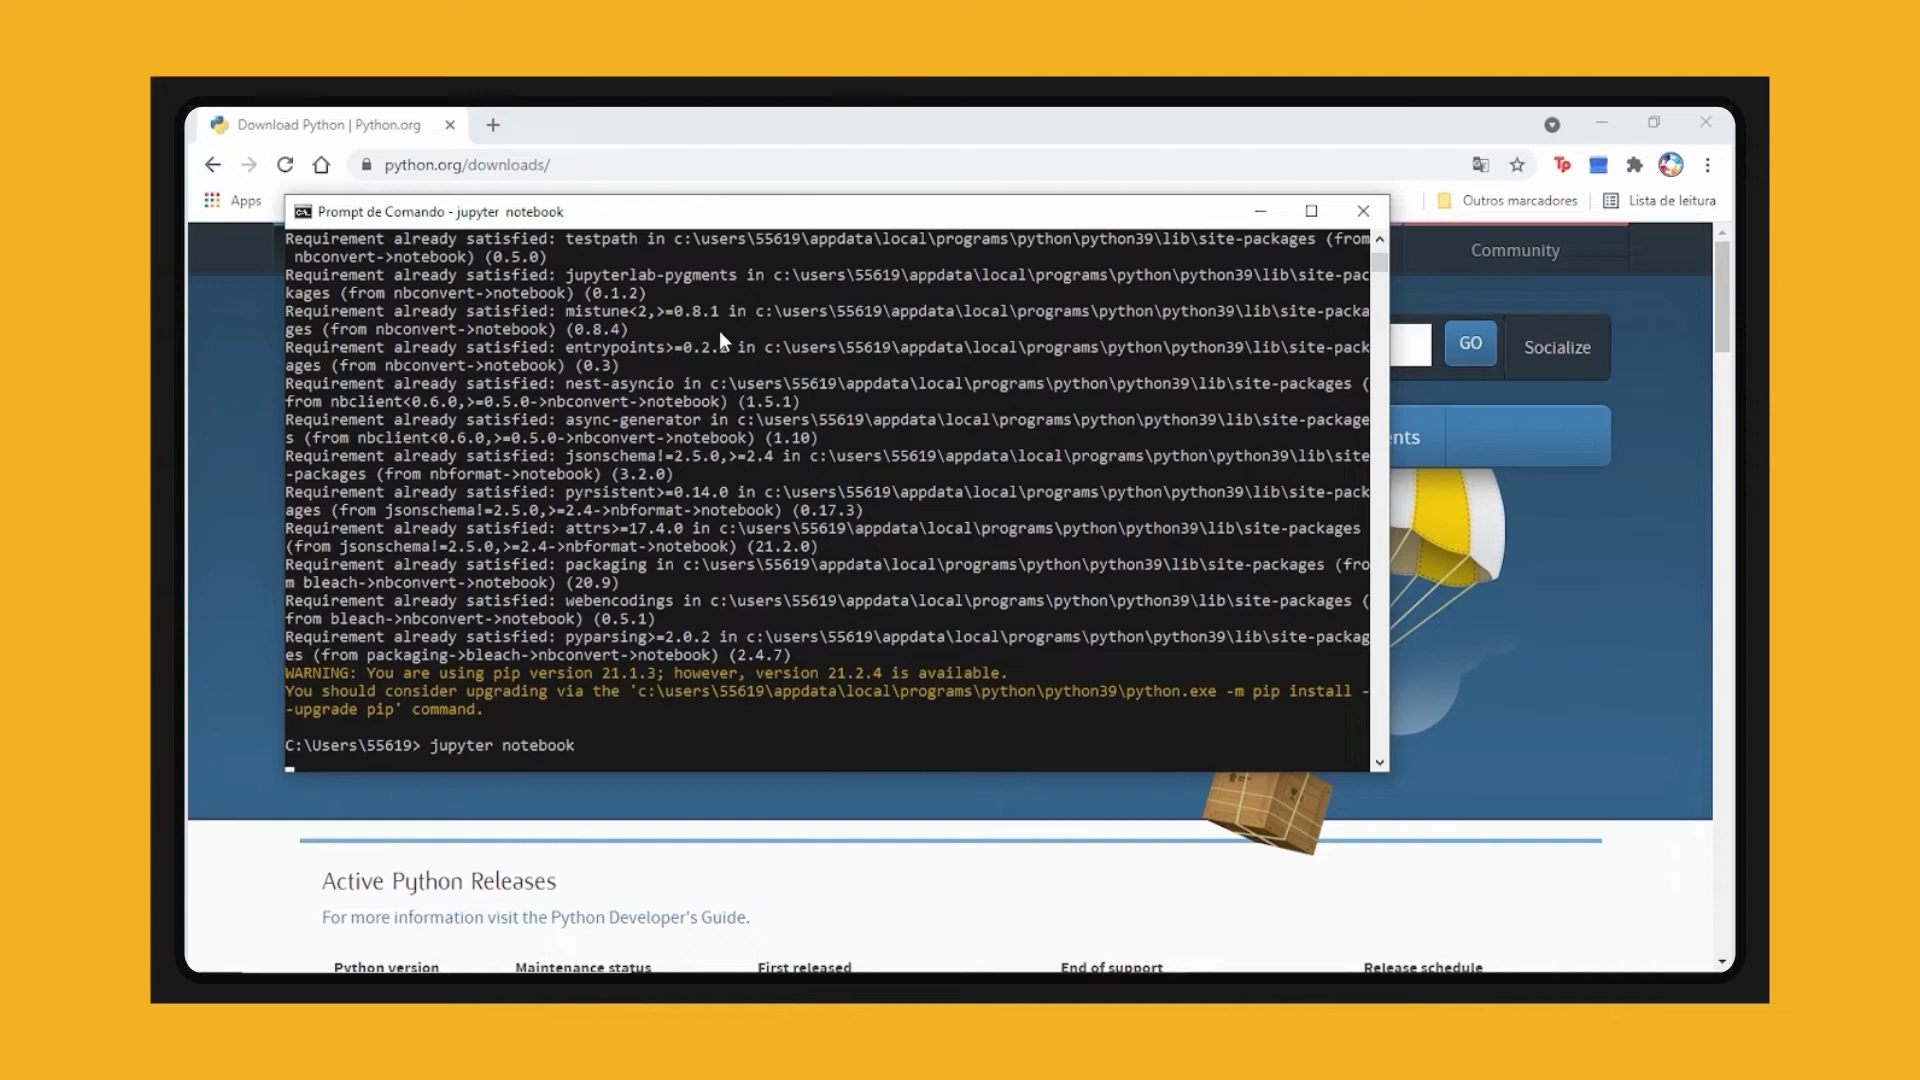 Download Python | Python.org
python.org/downloads/
Tp
Apps
Outros marcadores
Lista de leitura
Prompt de Comando - jupyter notebook
Community
GO
Socialize
Requirement already satisfied: testpath in c:\users\55619\appdata\local\programs\python\python39\lib\site-packages (from
nbconvert->notebook) (0.5.0)
Requirement already satisfied: jupyterlab-pygments in c:\users\55619\appdata\local\programs\python\python39\lib\site-pac
kages (from nbconvert->notebook) (0.1.2)
Requirement already satisfied: mistune<2,>=0.8.1 in c:\users\55619\appdata\local\programs\python\python39\lib\site-packa
ges (from nbconvert->notebook) (0.8.4)
Requirement already satisfied: in c:\users\55619\appdata\local\programs\python\python39\lib\site-pack
ages (from nbconvert->notebook) (0.3)
Requirement already satisfied: nest-asyncio in c:\users\55619\appdata\local\programs\python\python39\lib\site-packages (
from nbclient<0.6.0,>=0.5.0->nbconvert->notebook) (1.5.1)
Requirement already satisfied: async-generator in c:\users\55619\appdata\local\programs\python\python39\lib\site-package
s (from nbclient<0.6.0,>=0.5.0->nbconvert->notebook) (1.10)
Requirement already satisfied: jsonschema!=2.5.0,>=2.4 in c:\users\55619\appdata\local\programs\python\python39\lib\site
-packages (from nbformat->notebook) (3.2.0)
Requirement already satisfied: pyrsistent>=0.14.0 in c:\users\55619\appdata\local\programs\python\python39\lib\site-pack
ages (from jsonschema!=2.5.0,>=2.4->nbformat->notebook) (0.17.3)
Requirement already satisfied: attrs>=17.4.0 in c:\users\55619\appdata\local\programs\python\python39\lib\site-packages
(from jsonschema!=2.5.0,>=2.4->nbformat->notebook) (21.2.0)
Requirement already satisfied: packaging in c:\users\55619\appdata\local\programs\python\python39\lib\site-packages (fro
m bleach->nbconvert->notebook) (20.9)
Requirement already satisfied: webencodings in c:\users\55619\appdata\local\programs\python\python39\lib\site-packages (
from bleach->nbconvert->notebook) (0.5.1)
Requirement already satisfied: pyparsing>=2.0.2 in c:\users\55619\appdata\local\programs\python\python39\lib\site-packag
es (from packaging->bleach->nbconvert->notebook) (2.4.7)
WARNING: You are using pip version 21.1.3; however, version 21.2.4 is available.
You should consider upgrading via the 'c:\users\55619\appdata\local\programs\python\python39\python.exe -m pip install -
-upgrade pip' command.
C:\Users\55619> jupyter notebook
Active Python Releases
For more information visit the Python Developer's Guide.
Python version Maintenance status First released End of support Release schedule